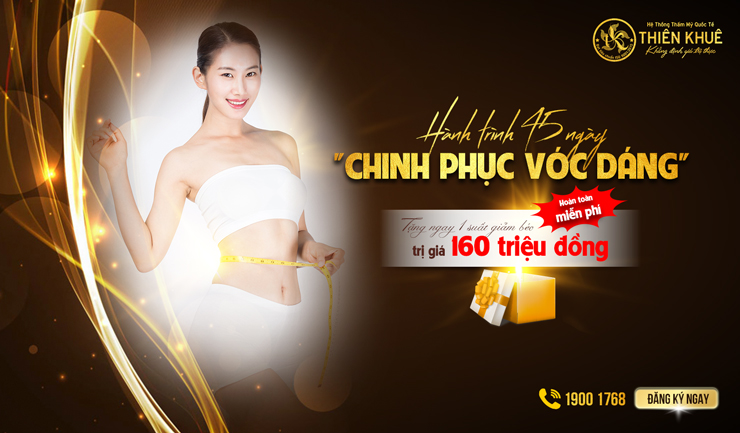 Hệ Thống Thẩm Mỹ Quốc Tế
THIÊN KHUÊ
Khẳng định giá trị thực
Hành trình 45 ngày
"CHINH PHỤC VÓC DÁNG"
Hoàn toàn
miễn phí
Tặng ngay 1 suất giảm béo
trị giá 160 triệu đồng
1900 1768
ĐĂNG KÝ NGAY